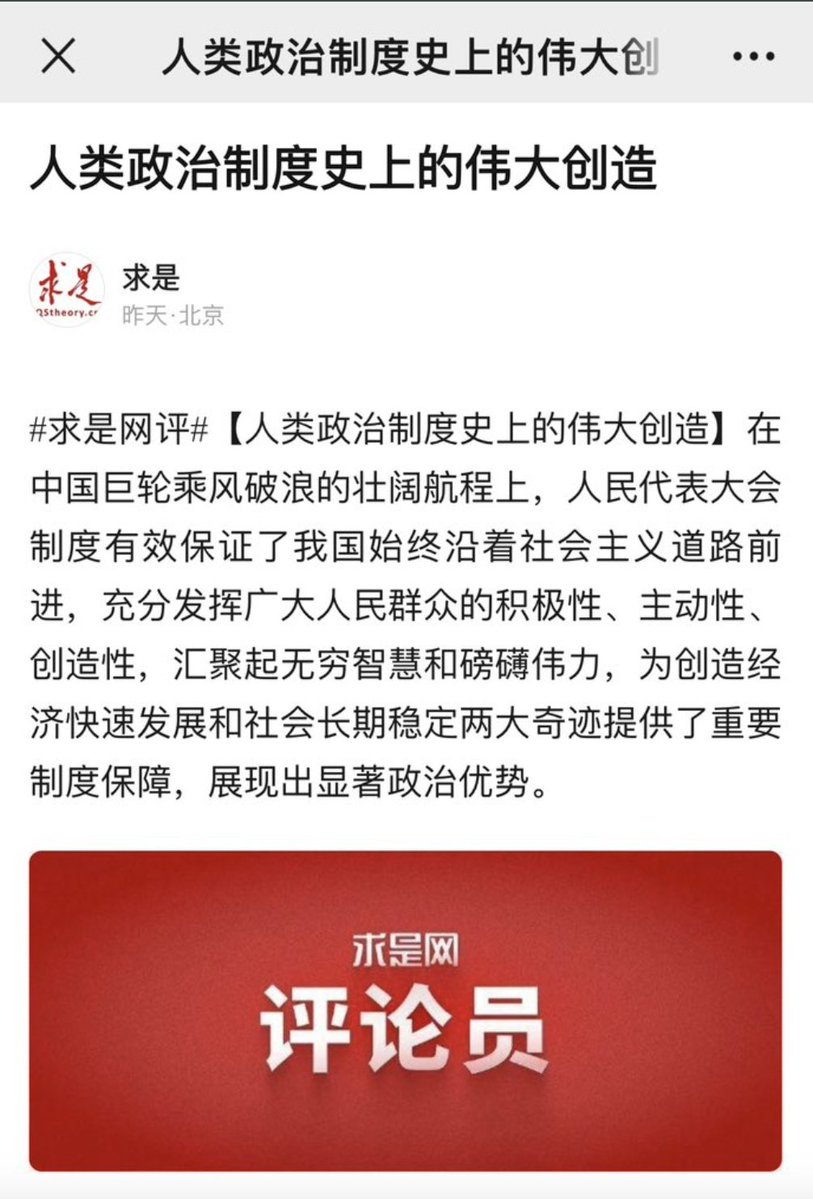 人类政治制度史上的伟大创
人类政治制度史上的伟大创造
求是
QStheory.cn
求是
昨天·北京
#求是网评#【人类政治制度史上的伟大创造】在
中国巨轮乘风破浪的壮阔航程上，人民代表大会
制度有效保证了我国始终沿着社会主义道路前
进，充分发挥广大人民群众的积极性、主动性、
创造性，汇聚起无穷智慧和磅礴伟力，为创造经
济快速发展和社会长期稳定两大奇迹提供了重要
制度保障，展现出显著政治优势。
求是网
评论员